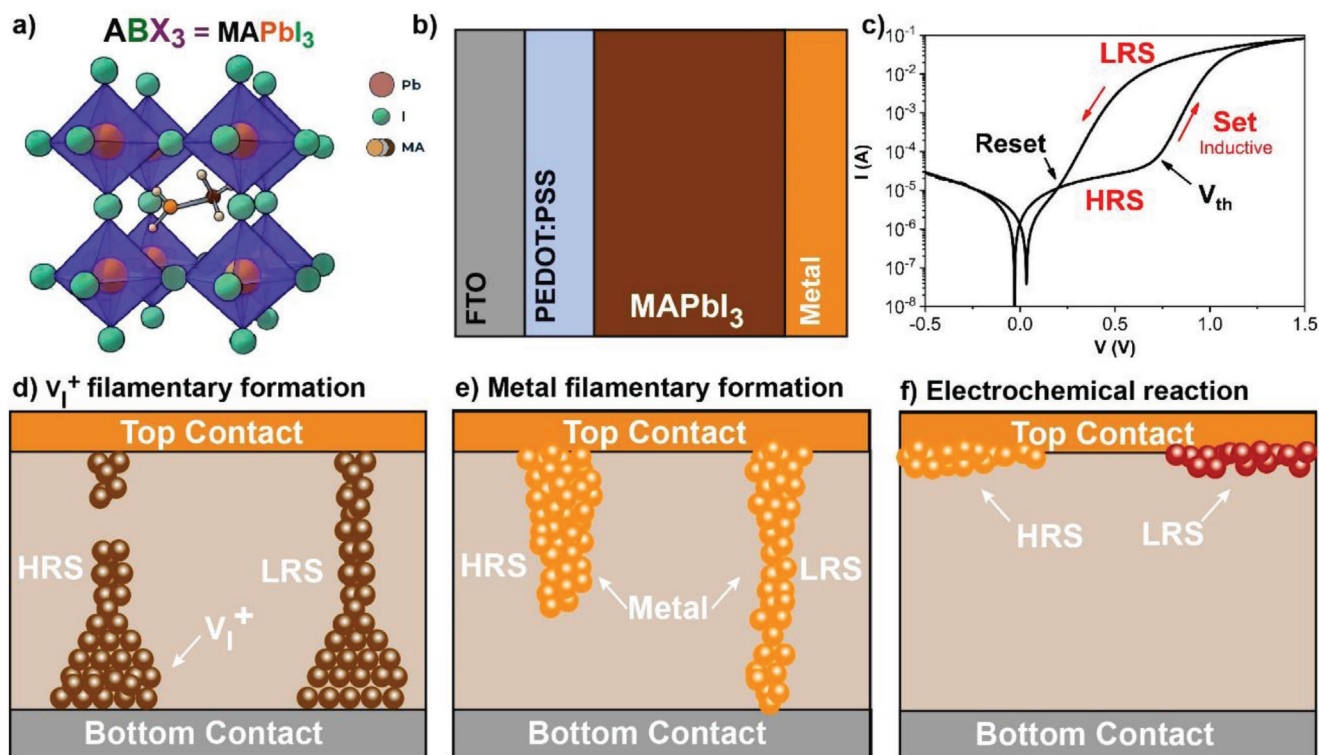 a) ABX₃ = MAPbI₃
Pb
I
MA
b)
FTO
PEDOT:PSS
MAPbI₃
Metal
c)
I (A)
10⁻¹
10⁻²
10⁻³
10⁻⁴
10⁻⁵
10⁻⁶
10⁻⁷
10⁻⁸
LRS
Reset
Set
Inductive
HRS
Vth
-0.5 0.0 0.5 1.0 1.5
V (V)
d) V_I⁺ filamentary formation
Top Contact
HRS
LRS
V_I⁺
Bottom Contact
e) Metal filamentary formation
Top Contact
HRS
LRS
Metal
Bottom Contact
f) Electrochemical reaction
Top Contact
HRS
LRS
Bottom Contact